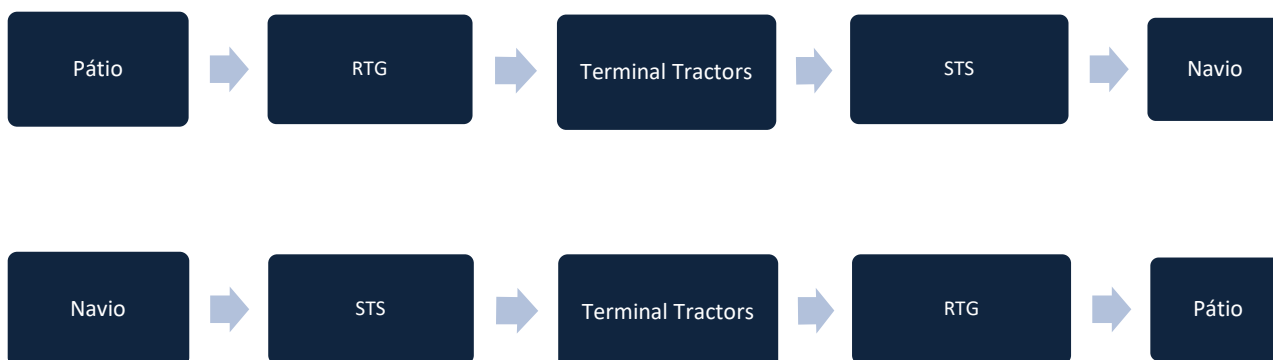 Pátio
RTG
Terminal Tractors
STS
Navio
Navio
STS
Terminal Tractors
RTG
Pátio